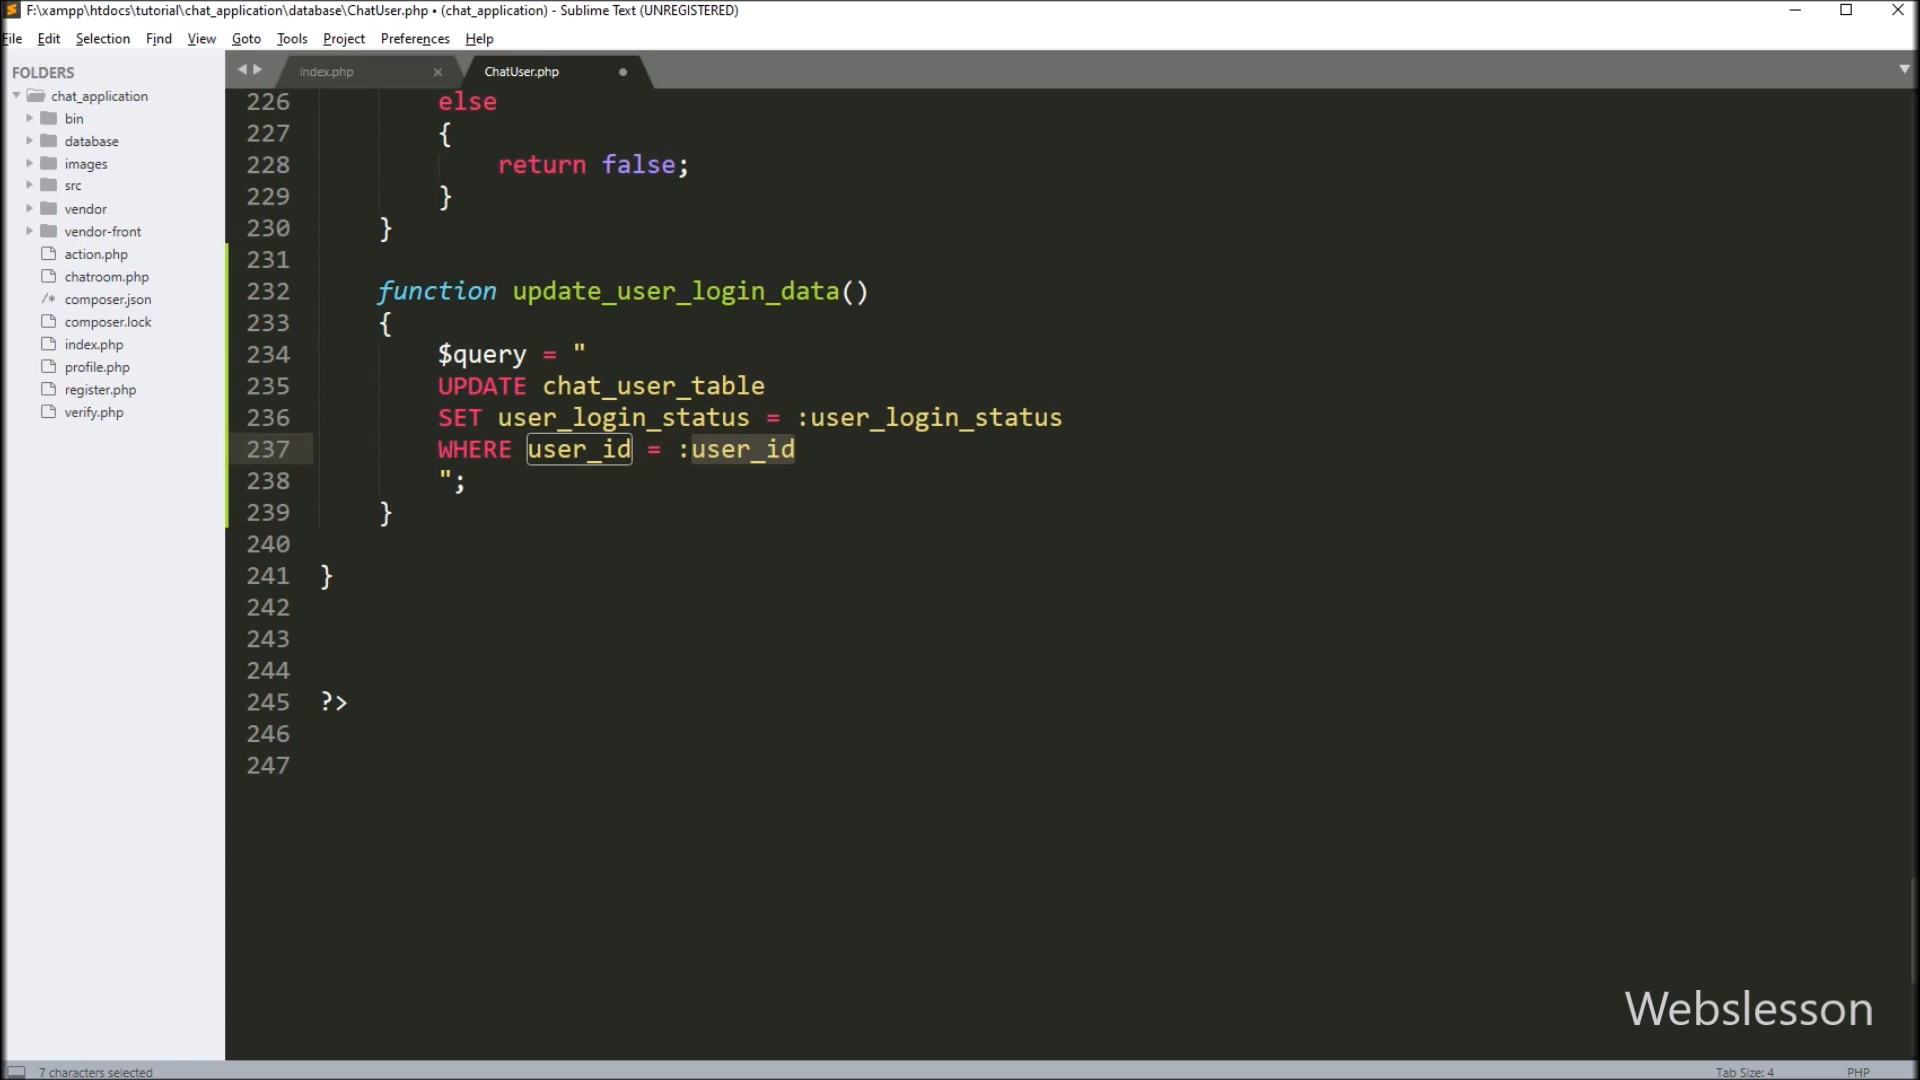 F:\xampp\htdocs\tutorial\chat_application\database\ChatUser.php • (chat_application) - Sublime Text (UNREGISTERED)
File Edit Selection Find View Goto Tools Project Preferences Help
FOLDERS
chat_application
bin
database
images
src
vendor
vendor-front
action.php
chatroom.php
/* composer.json
composer.lock
index.php
profile.php
register.php
verify.php
index.php × ChatUser.php •
226 else
227 {
228 return false;
229 }
230 }
231
232 function update_user_login_data()
233 {
234 $query = "
235 UPDATE chat_user_table
236 SET user_login_status = :user_login_status
237 WHERE user_id = :user_id
238 ";
239 }
240
241 }
242
243
244
245 ?>
246
247
Webslesson
7 characters selected
Tab Size: 4 PHP